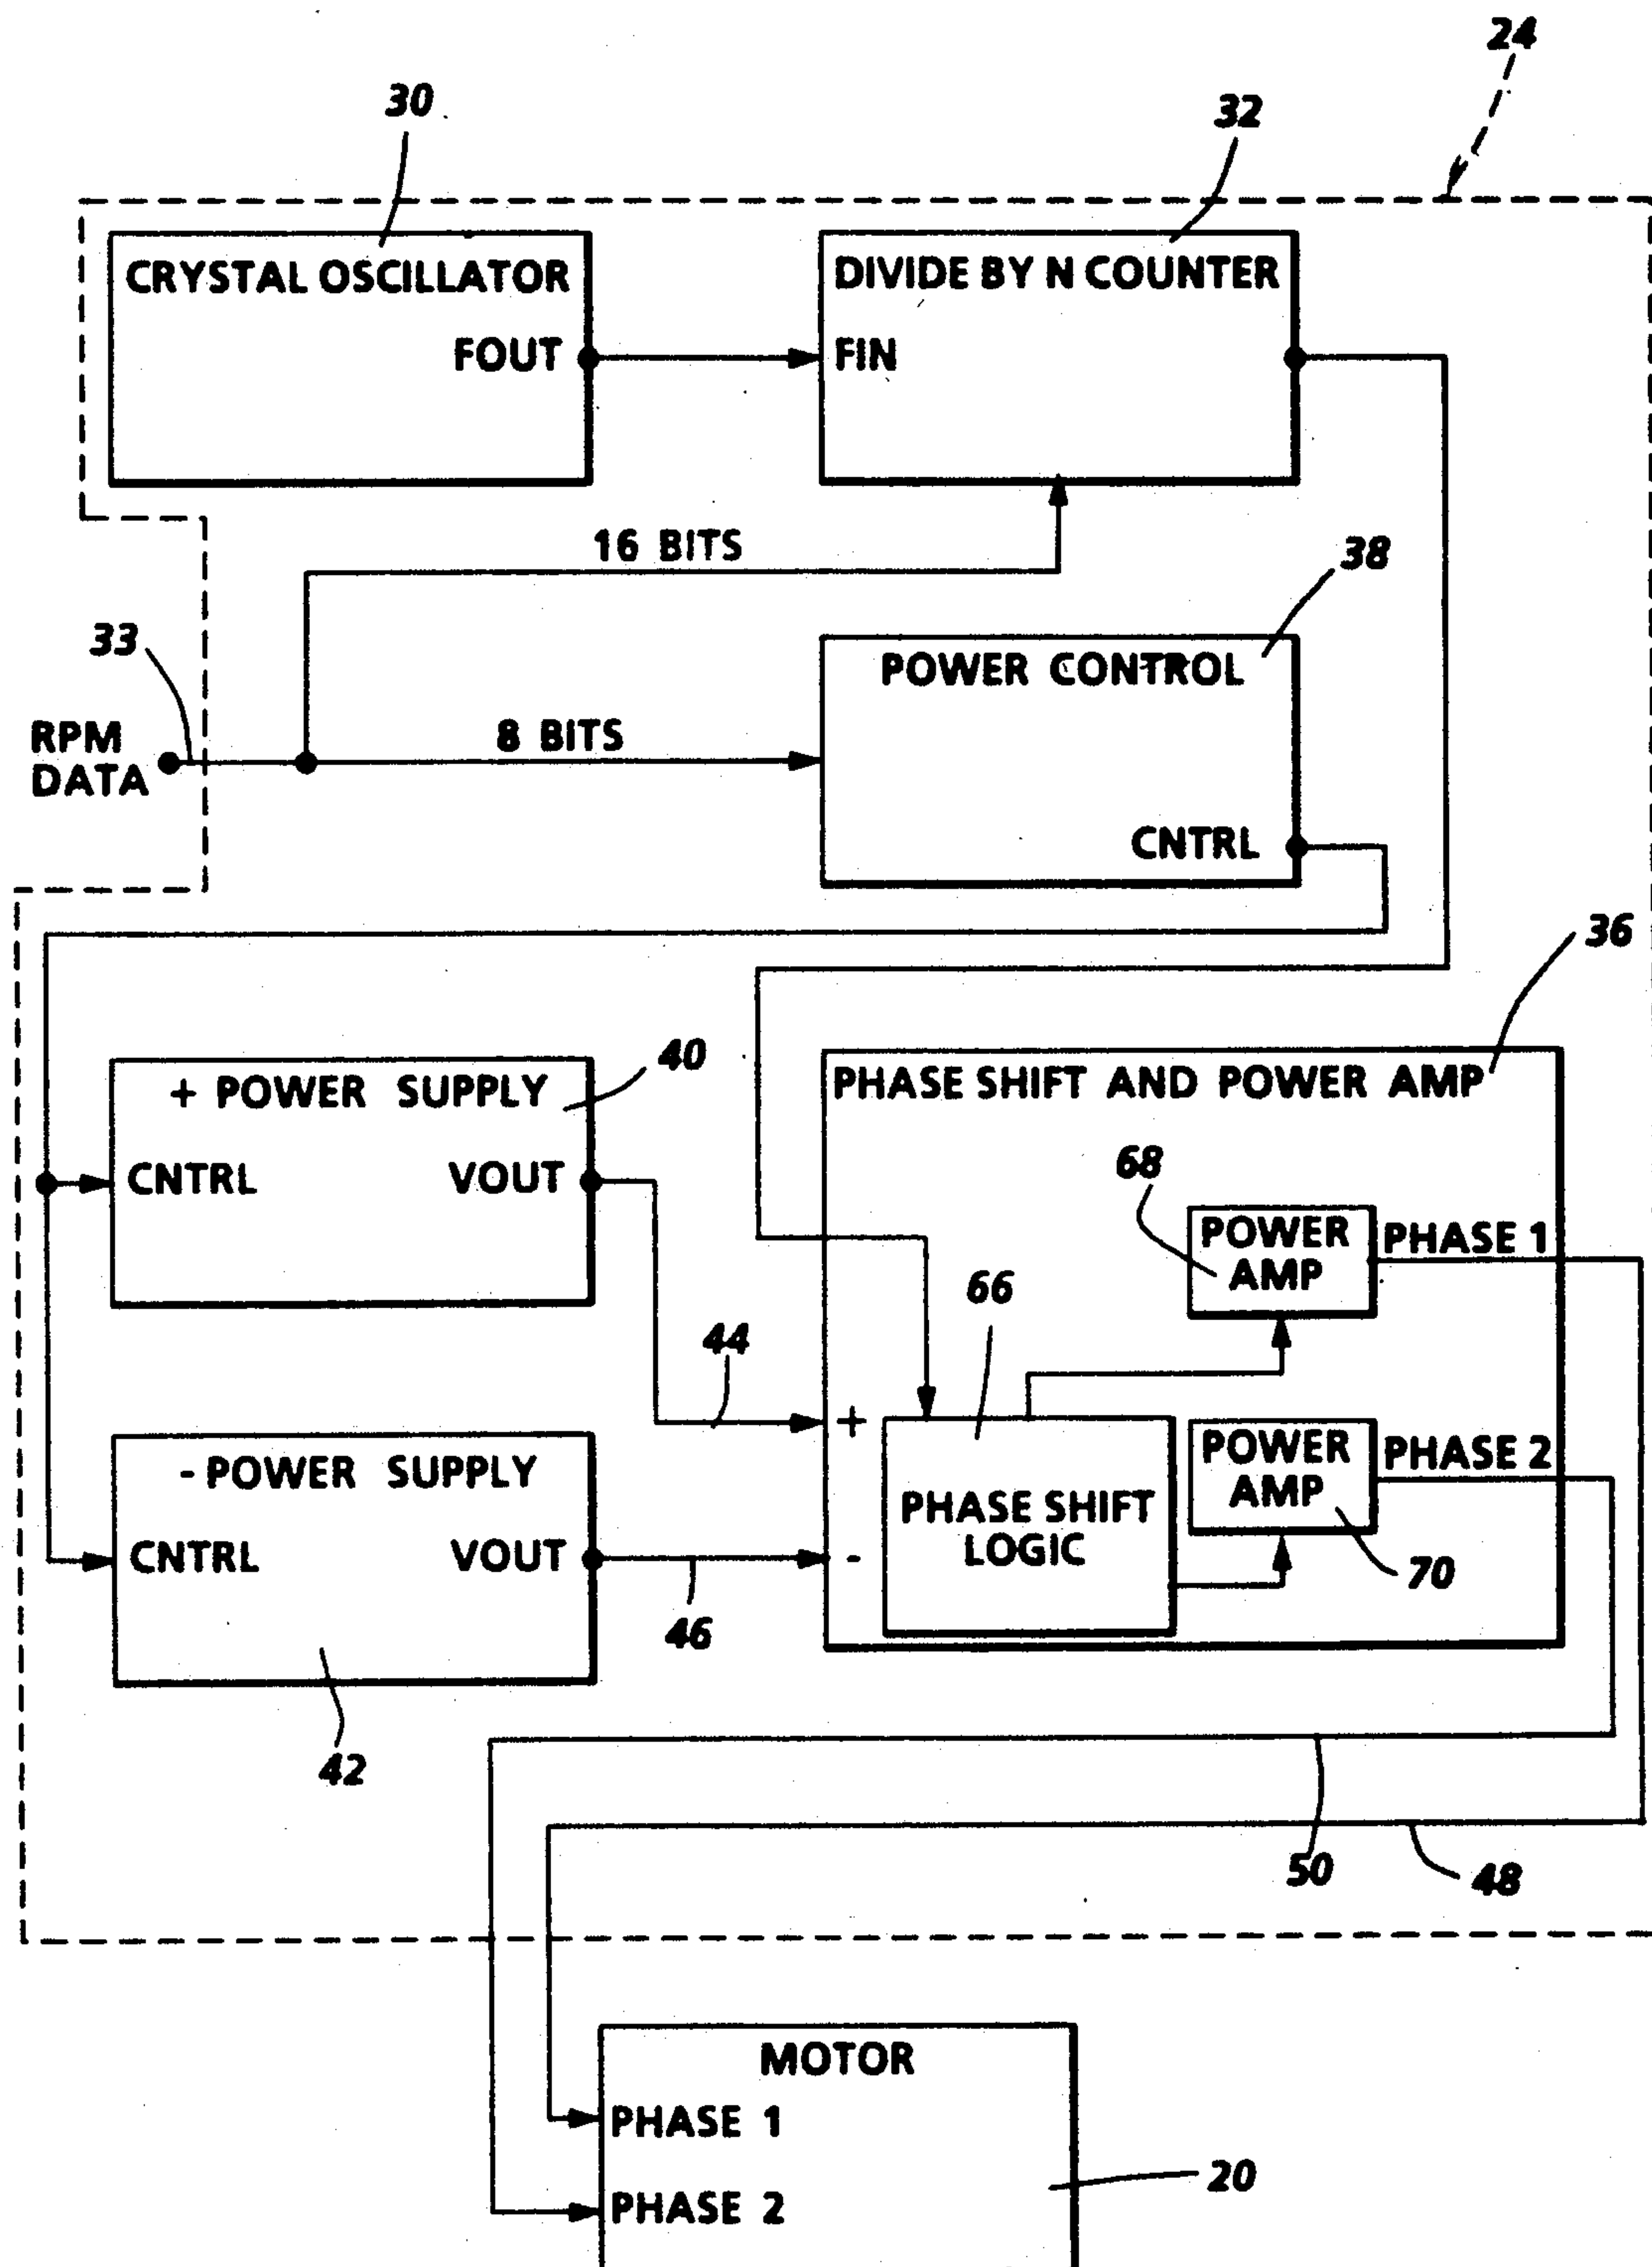 24
30
32
CRYSTAL OSCILLATOR
FOUT
DIVIDE BY N COUNTER
FIN
16 BITS
38
33
POWER CONTROL
RPM
DATA
8 BITS
CNTRL
36
40
+ POWER SUPPLY
CNTRL
VOUT
PHASE SHIFT AND POWER AMP
68
POWER
AMP
PHASE 1
66
44
+
POWER
AMP
PHASE 2
- POWER SUPPLY
PHASE SHIFT
LOGIC
CNTRL
VOUT
-
70
46
42
50
48
MOTOR
PHASE 1
20
PHASE 2